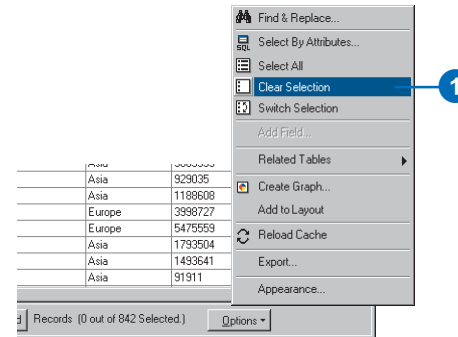 Find & Replace...
SQL Select By Attributes...
Select All
Clear Selection 1
Switch Selection
Add Field...
Related Tables
Create Graph...
Add to Layout
Reload Cache
Export...
Appearance...
Asia 929035
Asia 1188608
Europe 3998727
Europe 5475559
Asia 1793504
Asia 1493641
Asia 91911
Records (0 out of 842 Selected.) Options